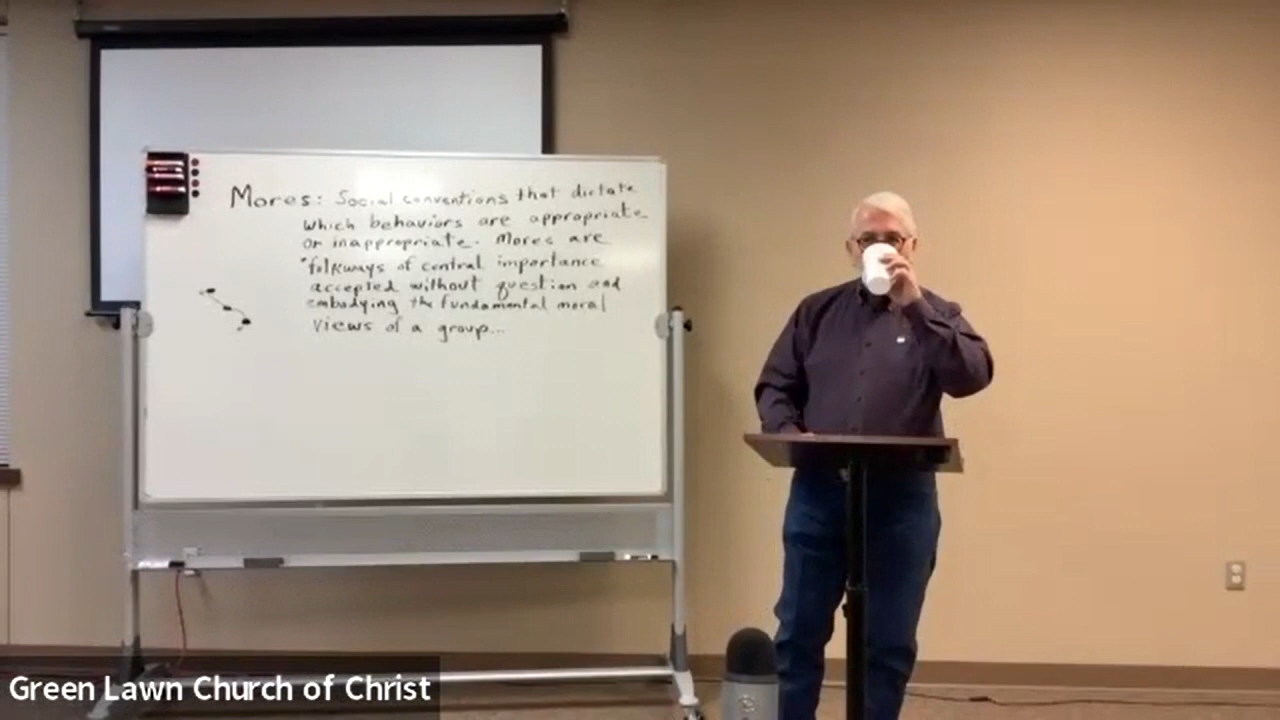 Mores: Social conventions that dictate
which behaviors are appropriate
or inappropriate. Mores are
"folkways of central importance
accepted without question and
embodying the fundamental moral
views of a group...
Green Lawn Church of Christ